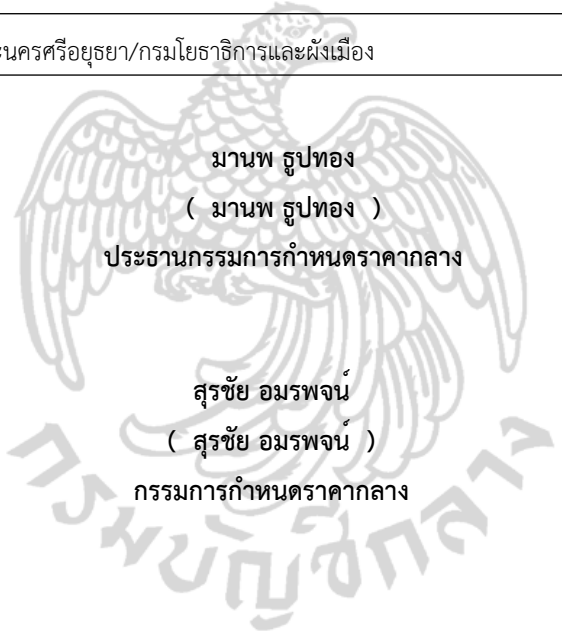 ะนครศรีอยุธยา/กรมโยธาธิการและผังเมือง
มานพ ธูปทอง
( มานพ ธูปทอง )
ประธานกรรมการกำหนดราคากลาง
สุรชัย อมรพจน์
( สุรชัย อมรพจน์ )
กรรมการกำหนดราคากลาง
กรมบัญชีกลาง